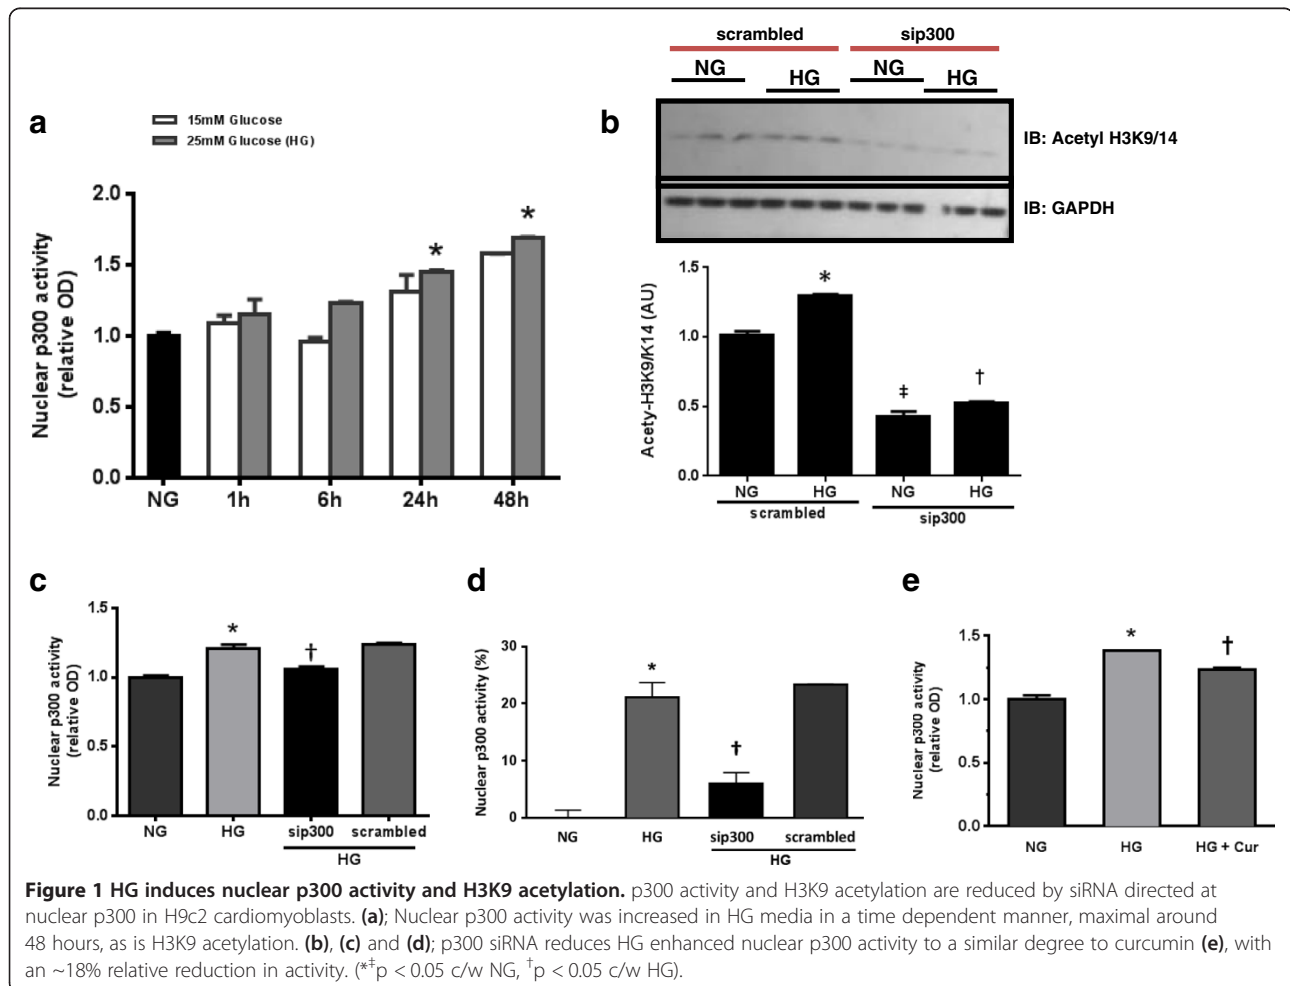 a
15mM Glucose
25mM Glucose (HG)
Nuclear p300 activity
(relative OD)
2.0
1.5
1.0
0.5
0.0
*
*
NG 1h 6h 24h 48h
b
scrambled sip300
NG HG NG HG
IB: Acetyl H3K9/14
IB: GAPDH
Acety-H3K9/K14 (AU)
1.5
1.0
0.5
0.0
*
‡
†
NG HG NG HG
scrambled sip300
c
Nuclear p300 activity
(relative OD)
1.5
1.0
0.5
0.0
*
†
NG HG sip300 scrambled
HG
d
Nuclear p300 activity (%)
30
20
10
0
*
†
NG HG sip300 scrambled
HG
e
Nuclear p300 activity
(relative OD)
1.5
1.0
0.5
0.0
*
†
NG HG HG + Cur
Figure 1 HG induces nuclear p300 activity and H3K9 acetylation. p300 activity and H3K9 acetylation are reduced by siRNA directed at
nuclear p300 in H9c2 cardiomyoblasts. (a); Nuclear p300 activity was increased in HG media in a time dependent manner, maximal around
48 hours, as is H3K9 acetylation. (b), (c) and (d); p300 siRNA reduces HG enhanced nuclear p300 activity to a similar degree to curcumin (e), with
an ~18% relative reduction in activity. (*‡p < 0.05 c/w NG, †p < 0.05 c/w HG).